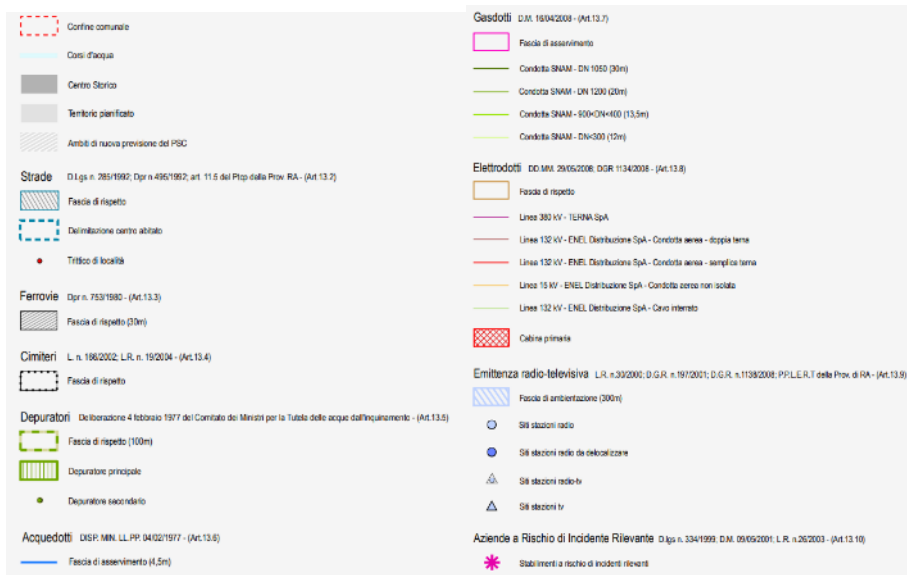 Confine comunale
Corsi d'acqua
Centro Storico
Territorio pianificato
Ambiti di nuova previsione del PSC
Strade D.Lgs n. 285/1992; Dpr n.495/1992; art. 11.5 del Ptcp della Prov. RA - (Art.13.2)
Fascia di rispetto
Delimitazione centro abitato
Trittico di località
Ferrovie Dpr n. 753/1980 - (Art.13.3)
Fascia di rispetto (30m)
Cimiteri L. n. 166/2002; L.R. n. 19/2004 - (Art.13.4)
Fascia di rispetto
Depuratori Deliberazione 4 febbraio 1977 del Comitato dei Ministri per la Tutela delle acque dall'inquinamento - (Art.13.5)
Fascia di rispetto (100m)
Depuratore principale
Depuratore secondario
Acquedotti DISP. MIN. LL.PP. 04/02/1977 - (Art.13.6)
Fascia di asservimento (4,5m)
Gasdotti D.M. 16/04/2008 - (Art.13.7)
Fascia di asservimento
Condotta SNAM - DN 1050 (30m)
Condotta SNAM - DN 1200 (20m)
Condotta SNAM - 900<DN<400 (13,5m)
Condotta SNAM - DN<300 (12m)
Elettrodotti DD.MM. 29/05/2008; DGR 1134/2008 - (Art.13.8)
Fascia di rispetto
Linea 380 kV - TERNA SpA
Linea 132 kV - ENEL Distribuzione SpA - Condotta aerea - doppia terna
Linea 132 kV - ENEL Distribuzione SpA - Condotta aerea - semplice terna
Linea 15 kV - ENEL Distribuzione SpA - Condotta aerea non isolata
Linea 132 kV - ENEL Distribuzione SpA - Cavo interrato
Cabina primaria
Emittenza radio-televisiva L.R. n.30/2000; D.G.R. n.197/2001; D.G.R. n.1138/2008; P.P.L.E.R.T della Prov. di RA - (Art.13.9)
Fascia di ambientazione (300m)
Siti stazioni radio
Siti stazioni radio da delocalizzare
Siti stazioni radio-tv
Siti stazioni tv
Aziende a Rischio di Incidente Rilevante D.lgs n. 334/1999; D.M. 09/05/2001; L.R. n.26/2003 - (Art.13.10)
Stabilimenti a rischio di incidenti rilevanti